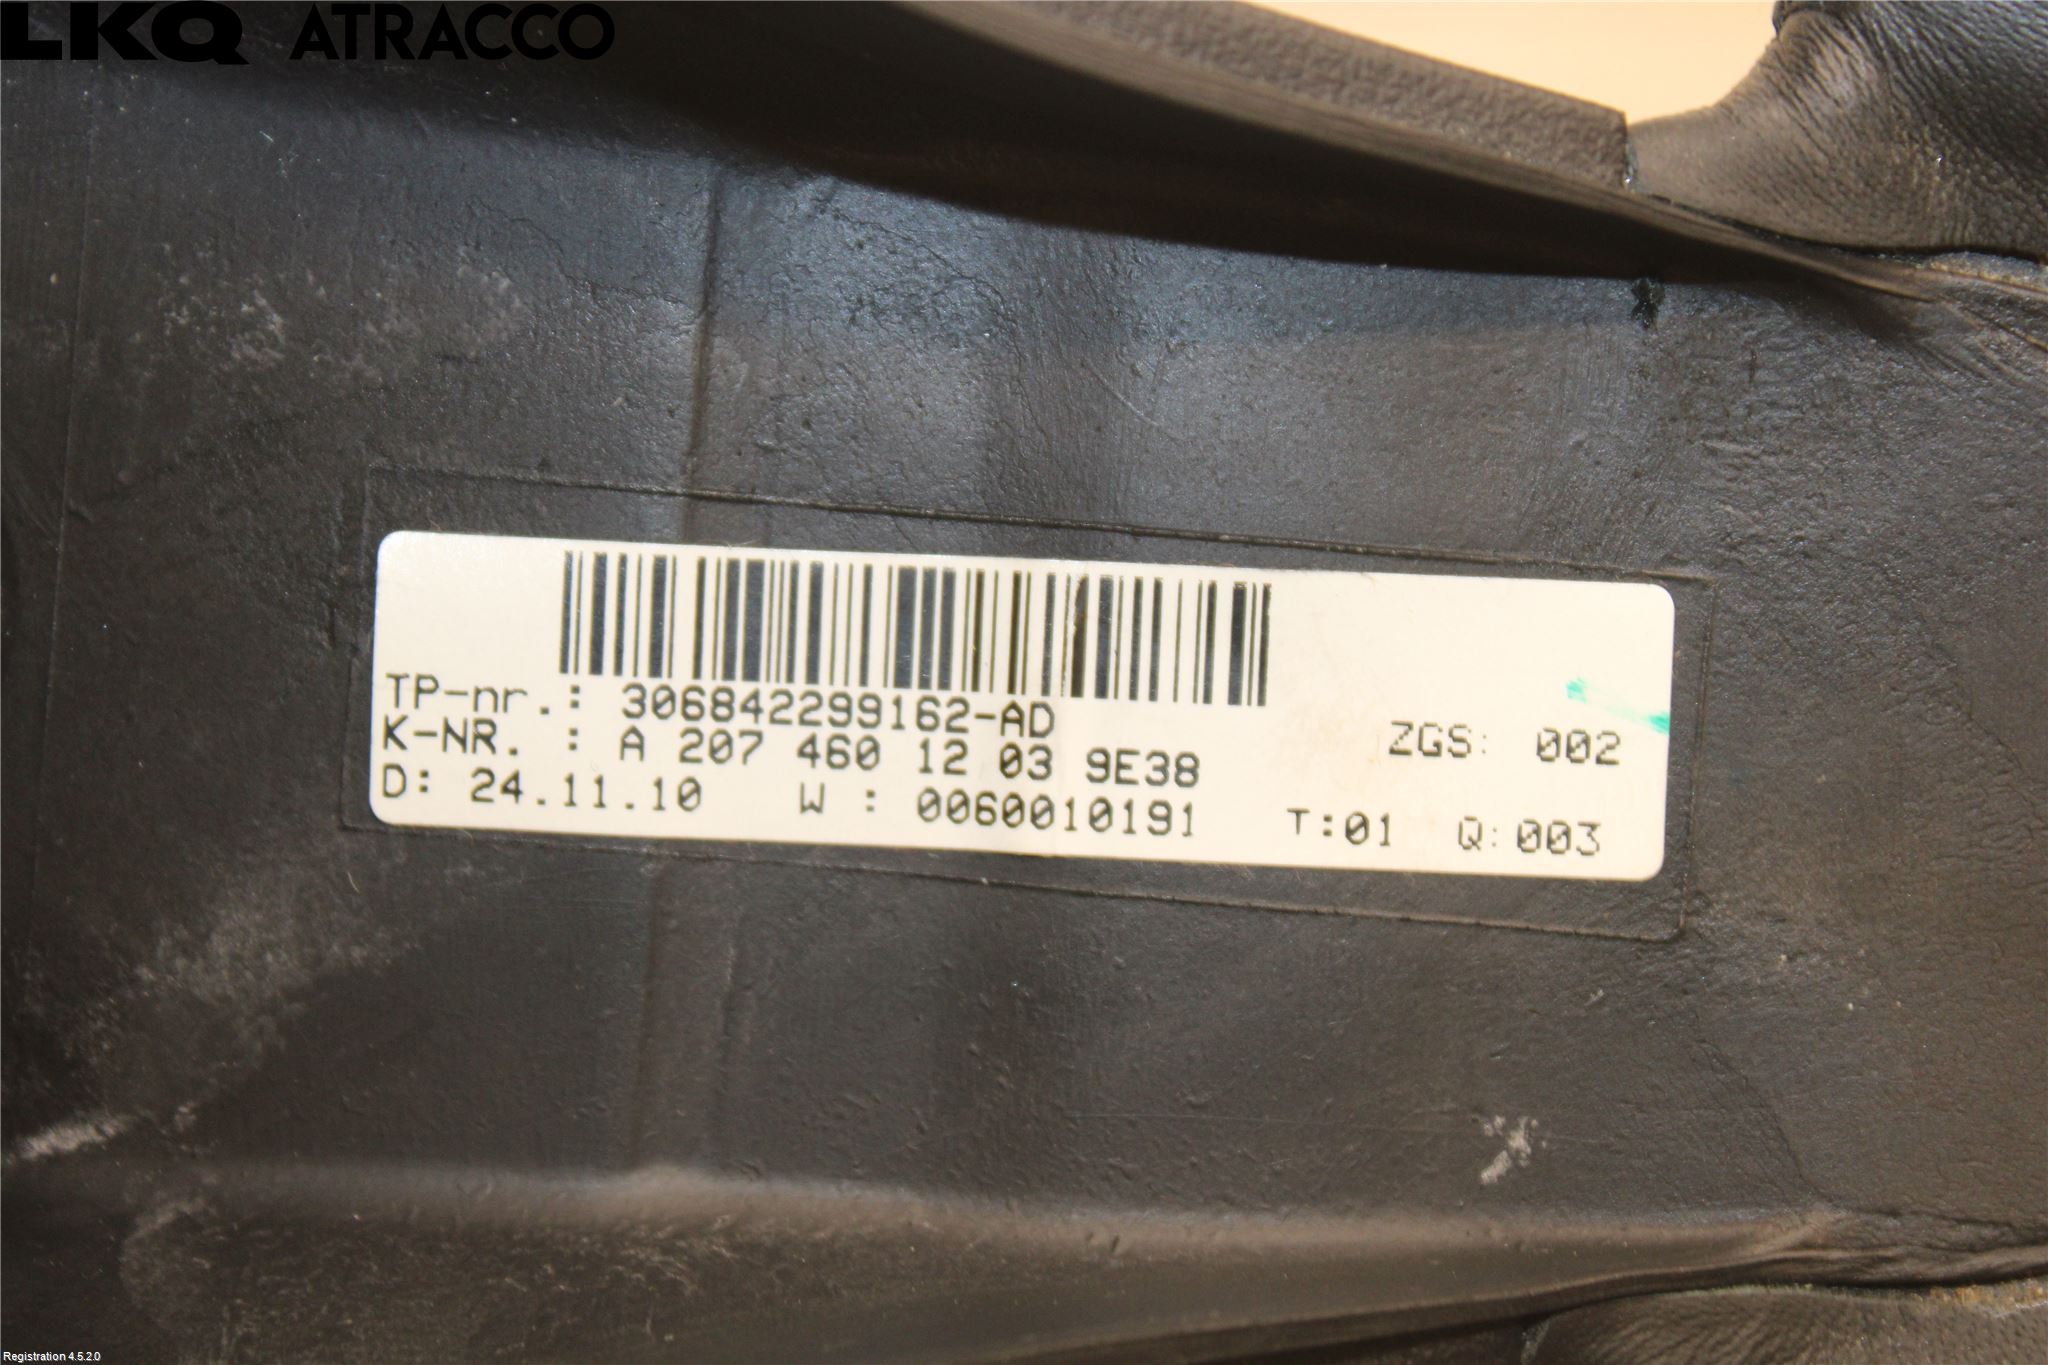 LKQ ATRACCO
TP-nr.: 306842299162-AD
K-NR. : A 207 460 12 03 9E38 ZGS: 002
D: 24.11.10 W : 0060010191 T:01 Q:003
Registration 4.5.2.0